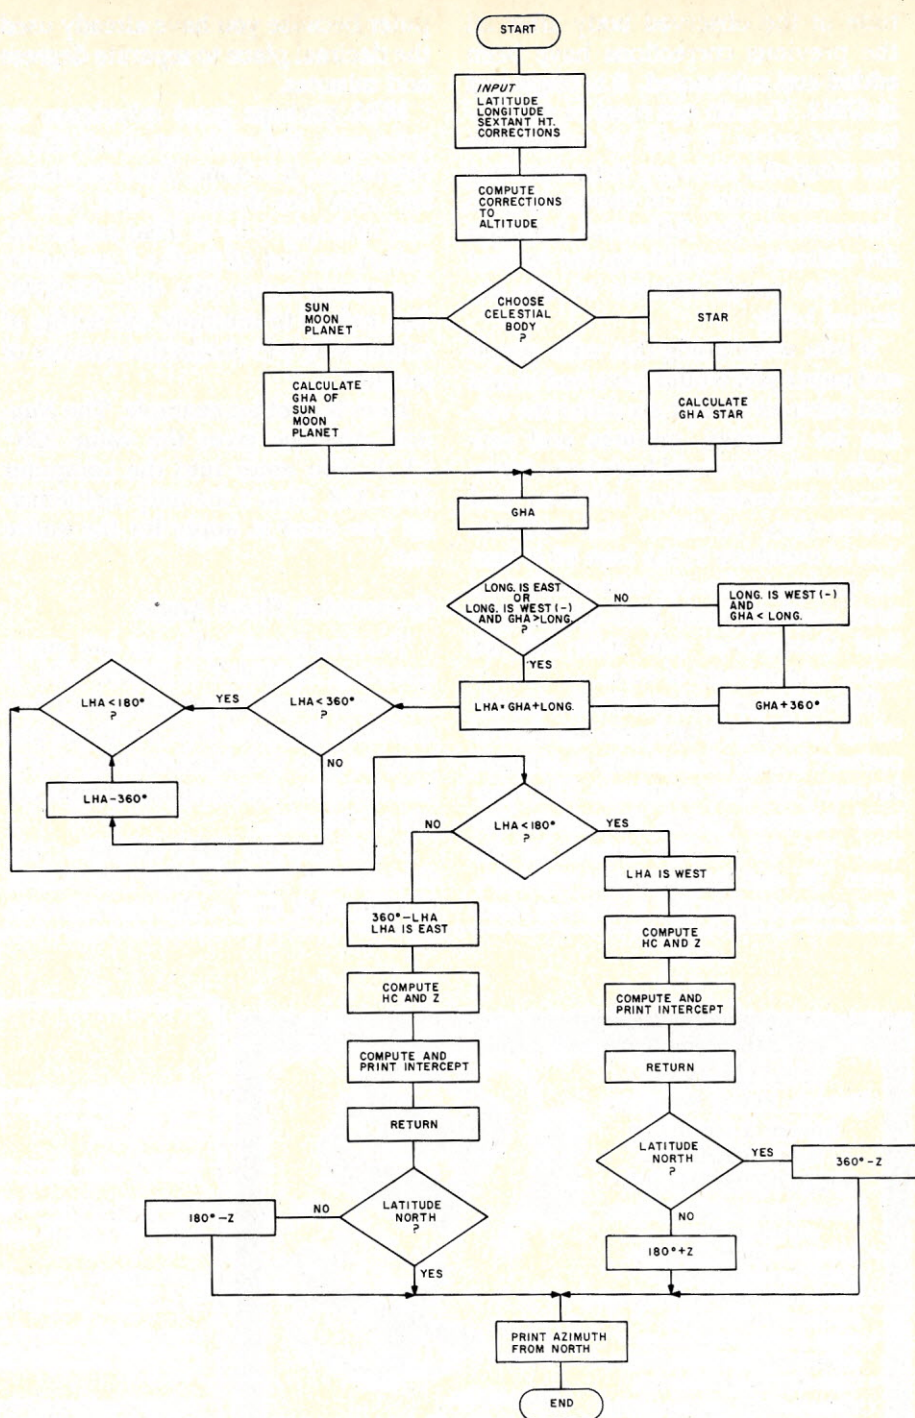 START
INPUT
LATITUDE
LONGITUDE
SEXTANT HT.
CORRECTIONS
COMPUTE
CORRECTIONS
TO
ALTITUDE
CHOOSE
CELESTIAL
BODY
?
SUN
MOON
PLANET
STAR
CALCULATE
GHA OF
SUN
MOON
PLANET
CALCULATE
GHA STAR
GHA
LONG. IS EAST
OR
LONG. IS WEST (-)
AND GHA>LONG.
?
NO
LONG. IS WEST (-)
AND
GHA < LONG.
YES
LHA<180°
?
YES
LHA<360°
?
LHA=GHA+LONG.
GHA+360°
NO
LHA-360°
NO
LHA<180°
?
YES
LHA IS WEST
360°-LHA
LHA IS EAST
COMPUTE
HC AND Z
COMPUTE
HC AND Z
COMPUTE AND
PRINT INTERCEPT
COMPUTE AND
PRINT INTERCEPT
RETURN
RETURN
LATITUDE
NORTH
?
YES
360°-Z
NO
180°+Z
180°-Z
NO
LATITUDE
NORTH
?
YES
PRINT AZIMUTH
FROM NORTH
END